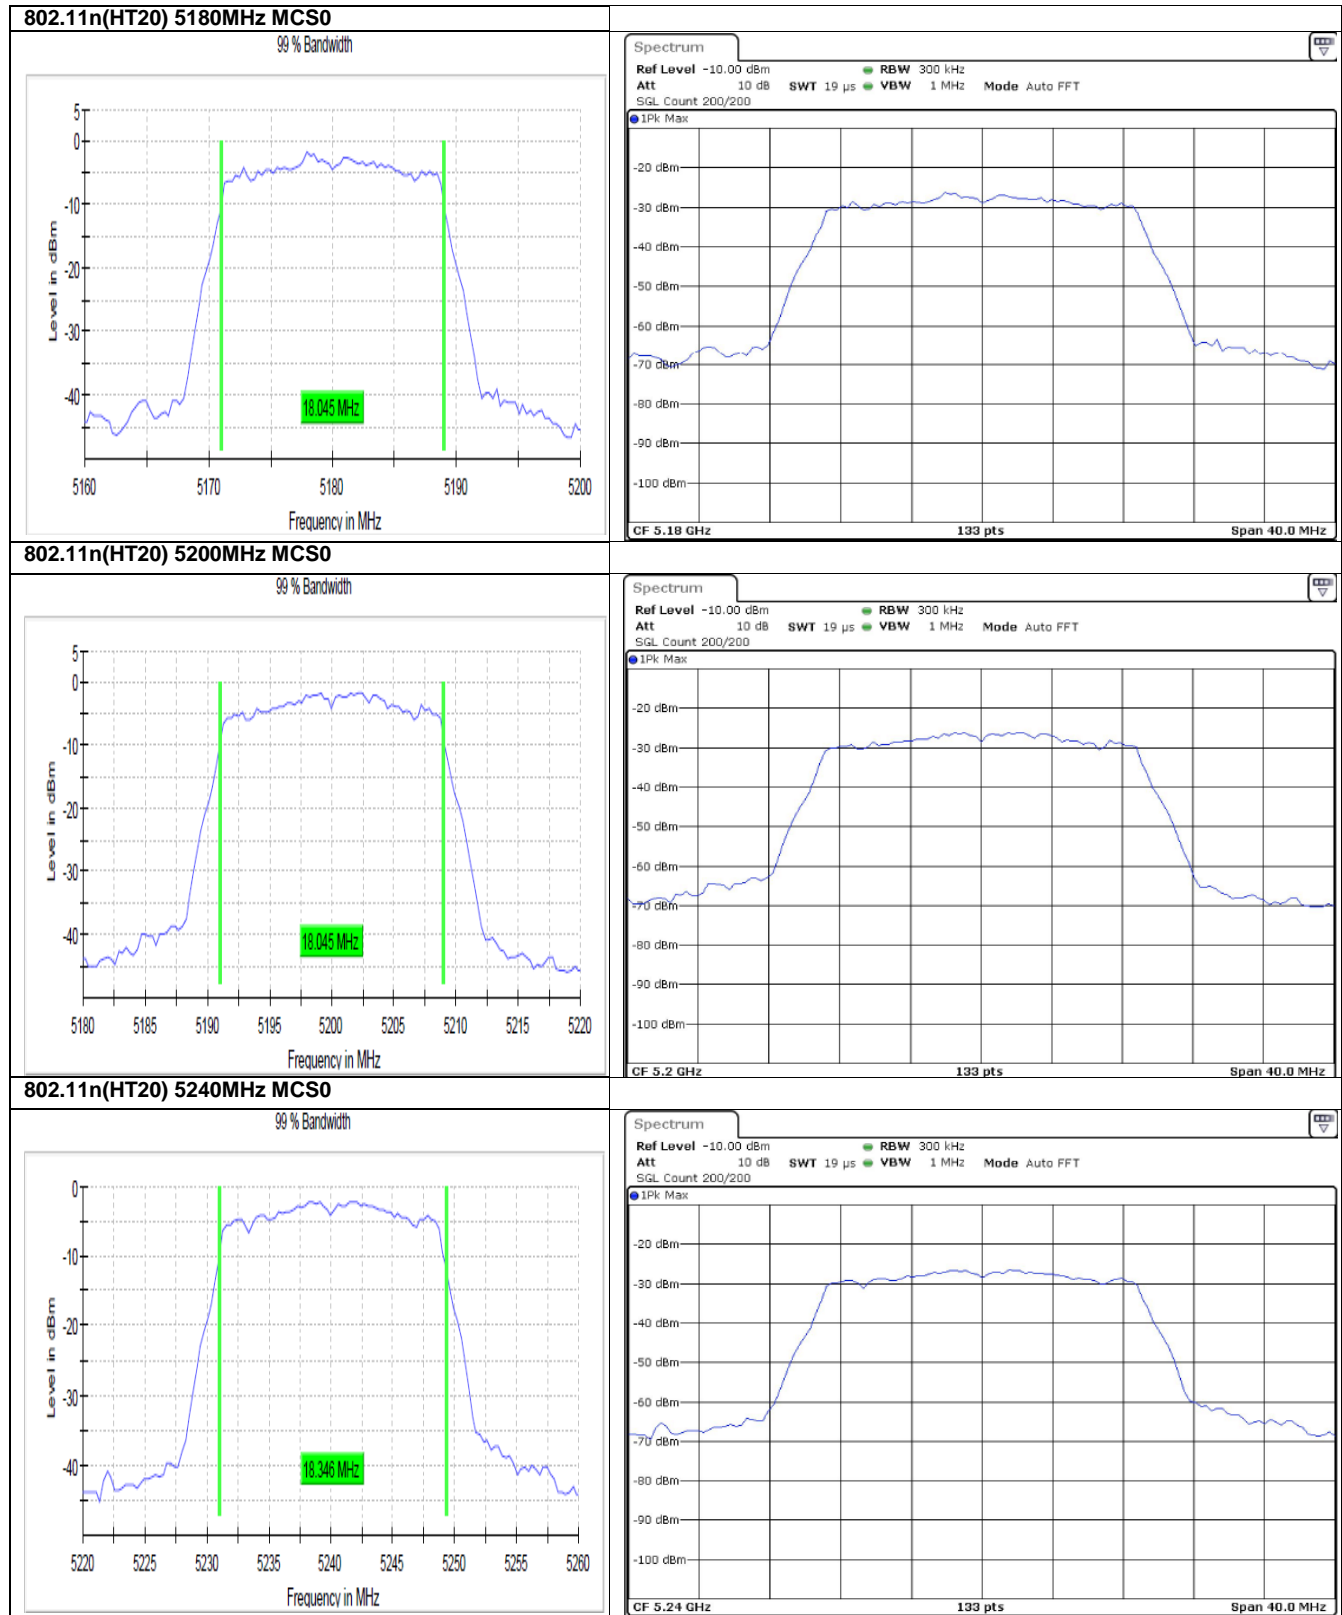 802.11n(HT20) 5180MHz MCS0
99 % Bandwidth
5
0
-10
-20
-30
-40
Level in dBm
18.045 MHz
5160 5170 5180 5190 5200
Frequency in MHz
Spectrum
Ref Level -10.00 dBm RBW 300 kHz
Att 10 dB SWT 19 µs VBW 1 MHz Mode Auto FFT
SGL Count 200/200
1Pk Max
-20 dBm
-30 dBm
-40 dBm
-50 dBm
-60 dBm
-70 dBm
-80 dBm
-90 dBm
-100 dBm
CF 5.18 GHz 133 pts Span 40.0 MHz
802.11n(HT20) 5200MHz MCS0
99 % Bandwidth
5
0
-10
-20
-30
-40
Level in dBm
18.045 MHz
5180 5185 5190 5195 5200 5205 5210 5215 5220
Frequency in MHz
Spectrum
Ref Level -10.00 dBm RBW 300 kHz
Att 10 dB SWT 19 µs VBW 1 MHz Mode Auto FFT
SGL Count 200/200
1Pk Max
-20 dBm
-30 dBm
-40 dBm
-50 dBm
-60 dBm
-70 dBm
-80 dBm
-90 dBm
-100 dBm
CF 5.2 GHz 133 pts Span 40.0 MHz
802.11n(HT20) 5240MHz MCS0
99 % Bandwidth
0
-10
-20
-30
-40
Level in dBm
18.346 MHz
5220 5225 5230 5235 5240 5245 5250 5255 5260
Frequency in MHz
Spectrum
Ref Level -10.00 dBm RBW 300 kHz
Att 10 dB SWT 19 µs VBW 1 MHz Mode Auto FFT
SGL Count 200/200
1Pk Max
-20 dBm
-30 dBm
-40 dBm
-50 dBm
-60 dBm
-70 dBm
-80 dBm
-90 dBm
-100 dBm
CF 5.24 GHz 133 pts Span 40.0 MHz